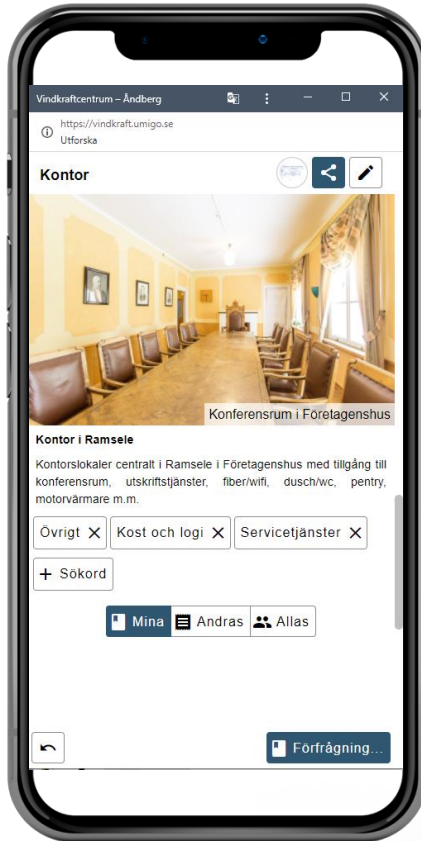 Vindkraftcentrum – Åndberg
https://vindkraft.umigo.se
Utforska
Kontor
Konferensrum i Företagenshus
Kontor i Ramsele
Kontorslokaler centralt i Ramsele i Företagenshus med tillgång till
konferensrum, utskriftstjänster, fiber/wifi, dusch/wc, pentry,
motorvärmare m.m.
Övrigt
Kost och logi
Servicetjänster
+ Sökord
Mina
Andras
Allas
Förfrågning...